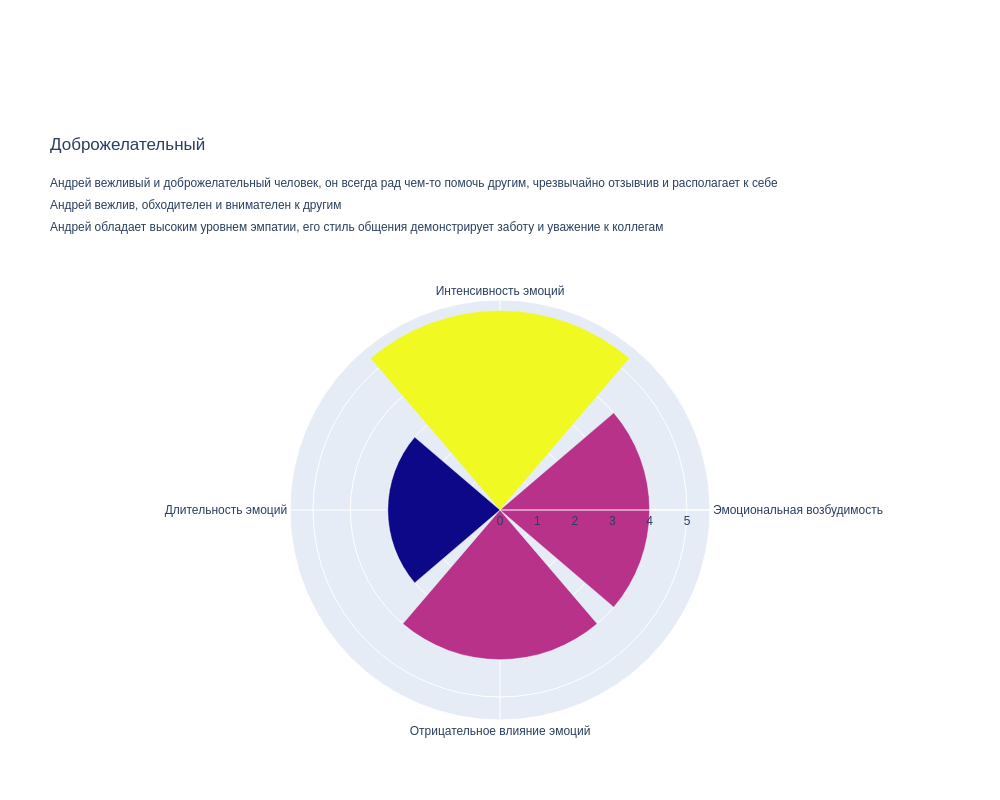 Доброжелательный
Андрей вежливый и доброжелательный человек, он всегда рад чем-то помочь другим, чрезвычайно отзывчив и располагает к себе
Андрей вежлив, обходителен и внимателен к другим
Андрей обладает высоким уровнем эмпатии, его стиль общения демонстрирует заботу и уважение к коллегам
Интенсивность эмоций
Длительность эмоций
Эмоциональная возбудимость
0 1 2 3 4 5
Отрицательное влияние эмоций